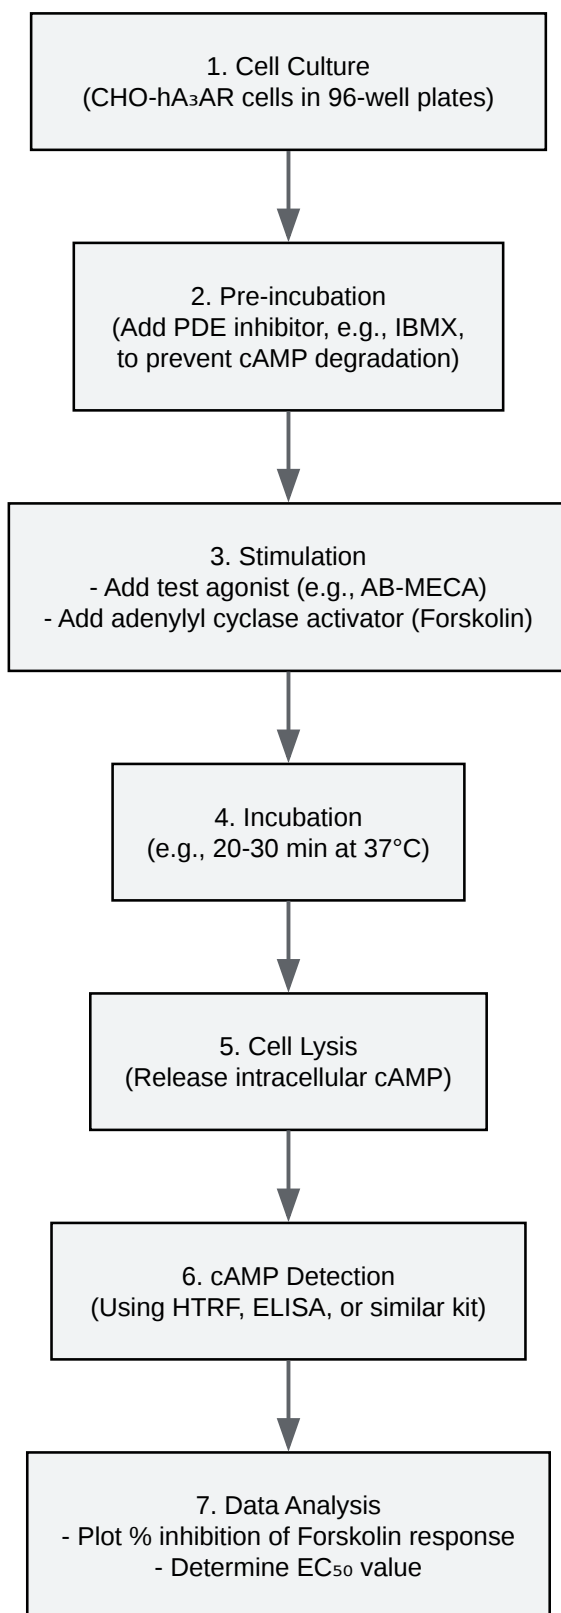 1. Cell Culture
(CHO-hA₃AR cells in 96-well plates)
2. Pre-incubation
(Add PDE inhibitor, e.g., IBMX,
to prevent cAMP degradation)
3. Stimulation
- Add test agonist (e.g., AB-MECA)
- Add adenylyl cyclase activator (Forskolin)
4. Incubation
(e.g., 20-30 min at 37°C)
5. Cell Lysis
(Release intracellular cAMP)
6. cAMP Detection
(Using HTRF, ELISA, or similar kit)
7. Data Analysis
- Plot % inhibition of Forskolin response
- Determine EC₅₀ value